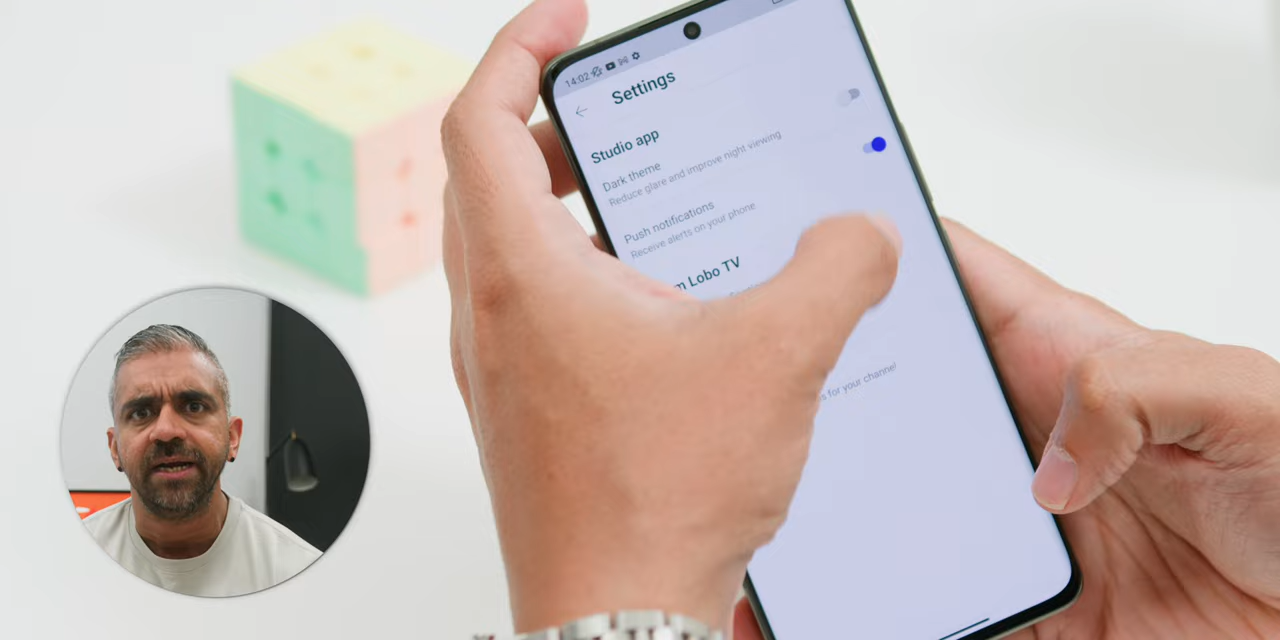 14:02
Settings
Studio app
Dark theme
Reduce glare and improve night viewing
Push notifications
Receive alerts on your phone
m Lobo TV
s for your channel